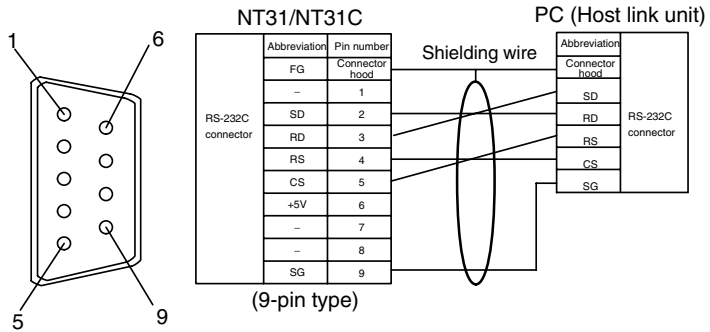 NT31/NT31C
PC (Host link unit)
1
6
5
9
Abbreviation Pin number
FG Connector hood
– 1
SD 2
RD 3
RS 4
CS 5
+5V 6
– 7
– 8
SG 9
RS-232C
connector
(9-pin type)
Shielding wire
Abbreviation
Connector
hood
SD
RD
RS
CS
SG
RS-232C
connector